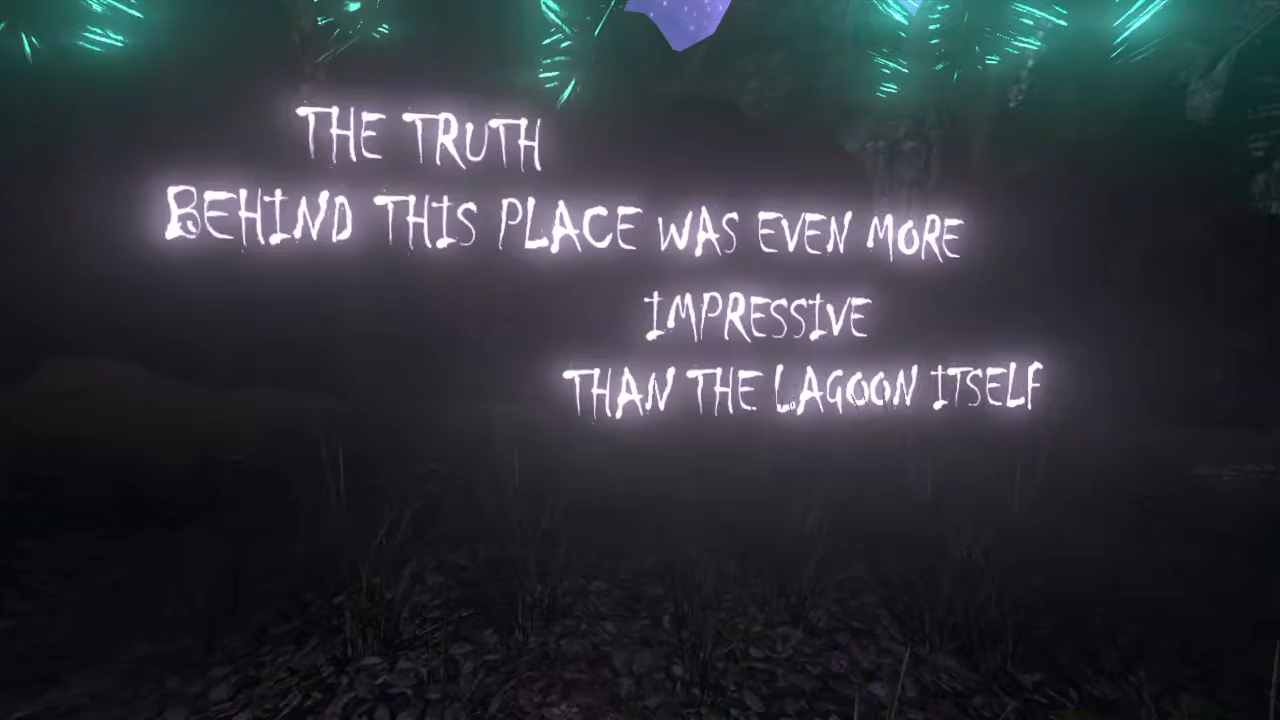 THE TRUTH
BEHIND THIS PLACE WAS EVEN MORE
IMPRESSIVE
THAN THE LAGOON ITSELF